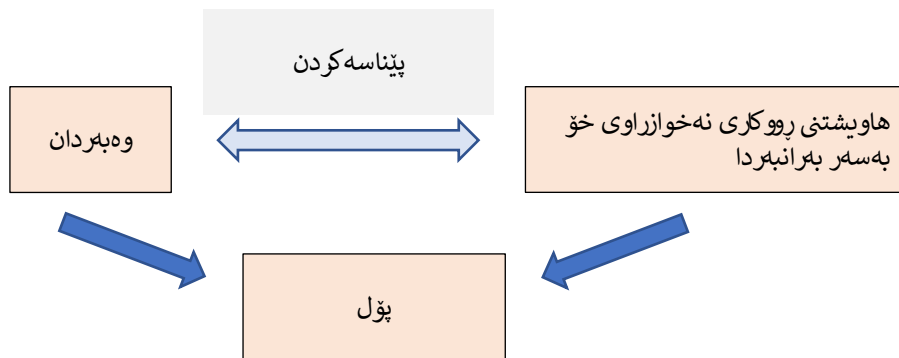 پێناسەکردن
هاویشتنی ڕووکاری نەخوازراوی خۆ
بەسەر بەرانبەردا
وەبەردان
پۆل